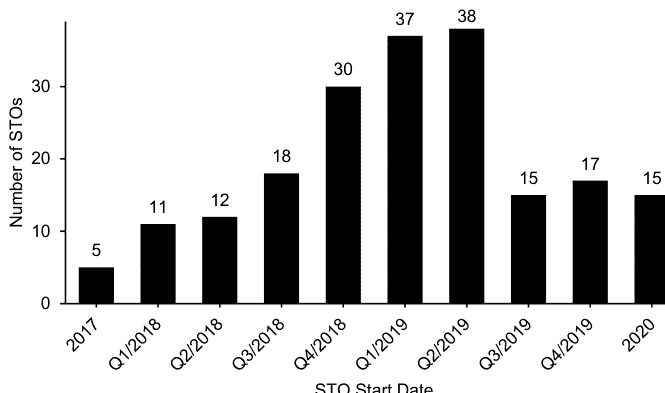 37
38
30
30
18
20
15
17
15
11
12
10
5
0
Number of STOs
2017
Q1/2018
Q2/2018
Q3/2018
Q4/2018
Q1/2019
Q2/2019
Q3/2019
Q4/2019
2020
STO Start Date